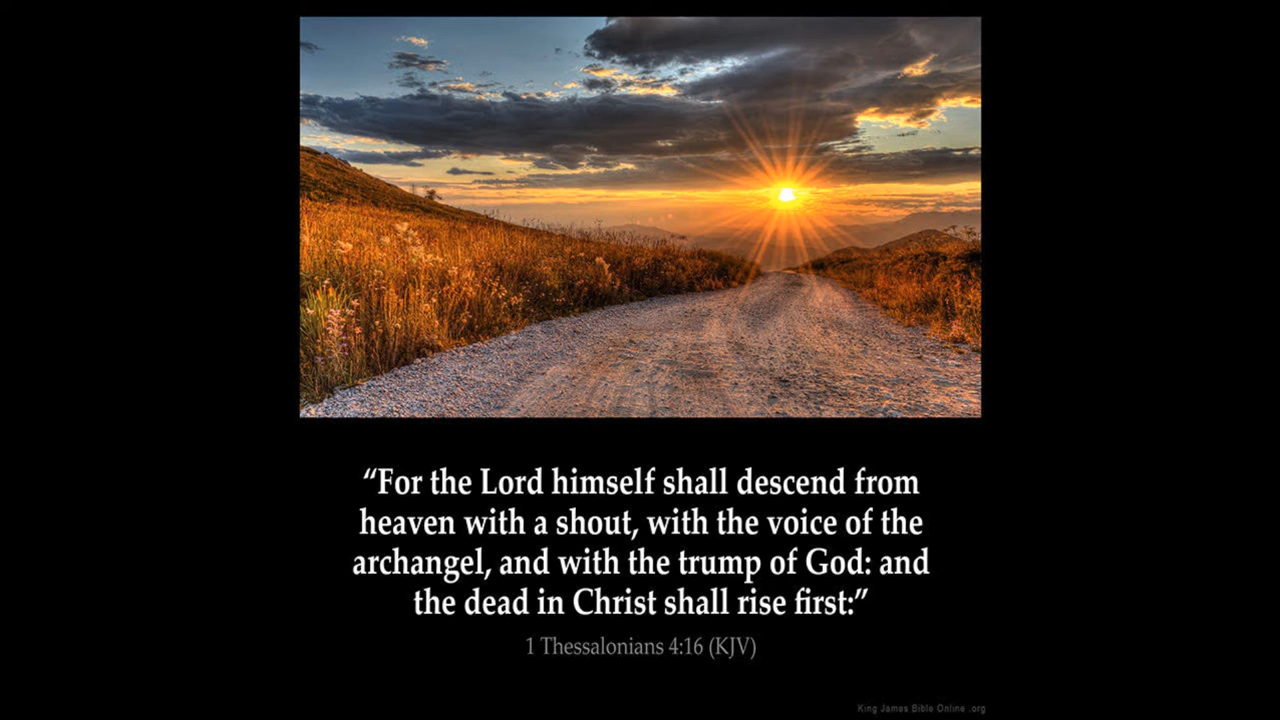 “For the Lord himself shall descend from
heaven with a shout, with the voice of the
archangel, and with the trump of God: and
the dead in Christ shall rise first:”
1 Thessalonians 4:16 (KJV)
King James Bible Online .org